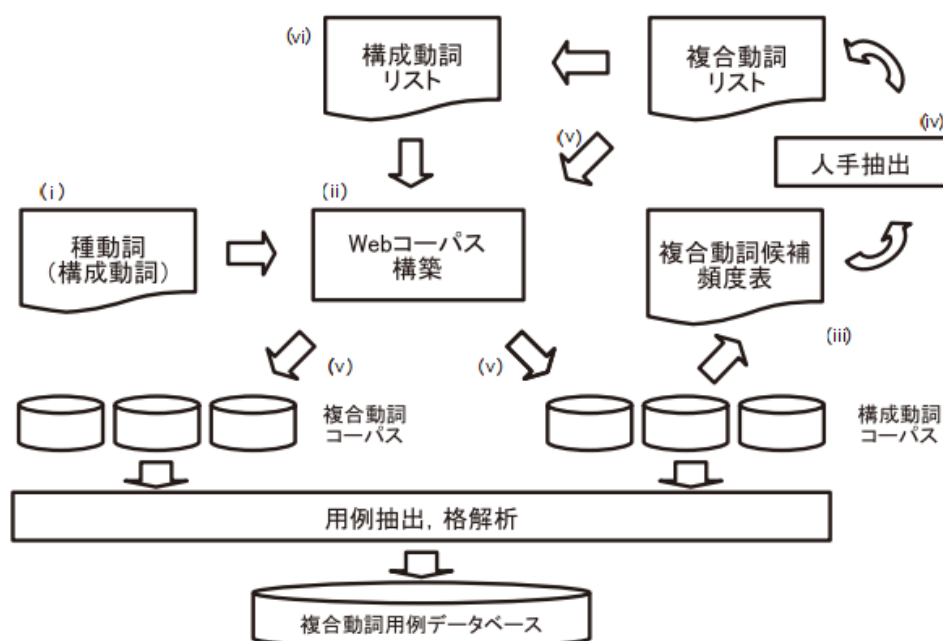 (vi)
構成動詞
リスト
複合動詞
リスト
(iv)
(v)
人手抽出
(i)
(ii)
種動詞
(構成動詞)
Webコーパス
構築
複合動詞候補
頻度表
(iii)
(v)
(v)
複合動詞
コーパス
構成動詞
コーパス
用例抽出，格解析
複合動詞用例データベース